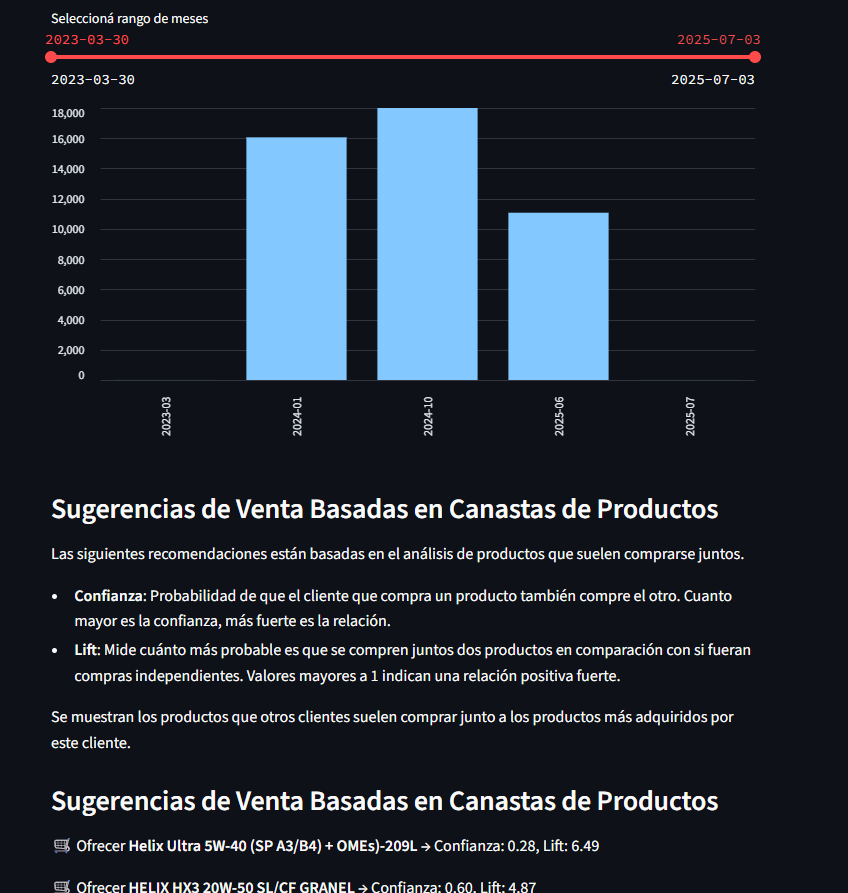 Seleccioná rango de meses
2023-03-30 2025-07-03
2023-03-30 2025-07-03
18,000
16,000
14,000
12,000
10,000
8,000
6,000
4,000
2,000
0
2023-03 2024-01 2024-10 2025-06 2025-07
Sugerencias de Venta Basadas en Canastas de Productos
Las siguientes recomendaciones están basadas en el análisis de productos que suelen comprarse juntos.
• Confianza: Probabilidad de que el cliente que compra un producto también compre el otro. Cuanto
mayor es la confianza, más fuerte es la relación.
• Lift: Mide cuánto más probable es que se compren juntos dos productos en comparación con si fueran
compras independientes. Valores mayores a 1 indican una relación positiva fuerte.
Se muestran los productos que otros clientes suelen comprar junto a los productos más adquiridos por
este cliente.
Sugerencias de Venta Basadas en Canastas de Productos
🛒 Ofrecer Helix Ultra 5W-40 (SP A3/B4) + OMEs)-209L → Confianza: 0.28, Lift: 6.49
🛒 Ofrecer HELIX HX3 20W-50 SL/CF GRANEL → Confianza: 0.60, Lift: 4.87